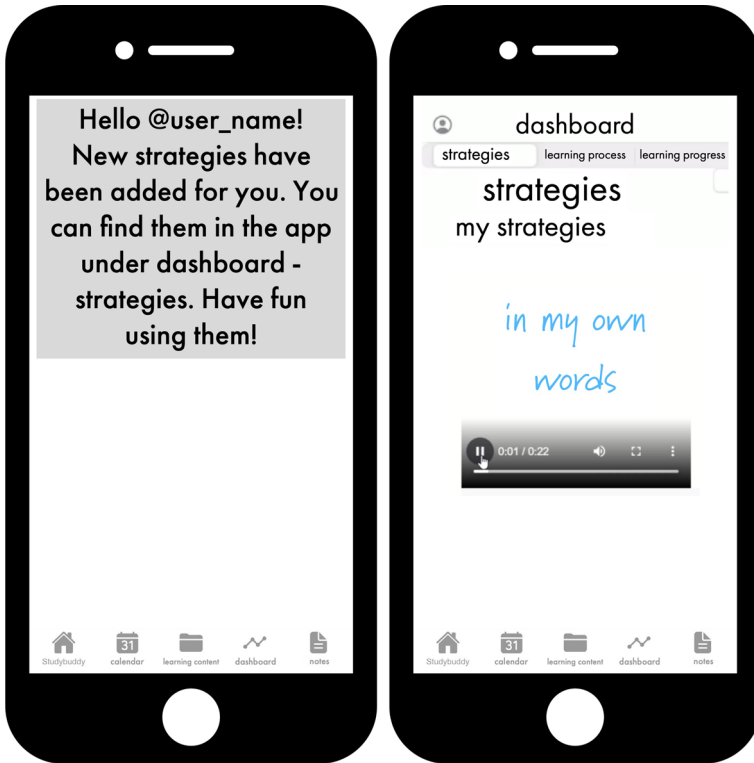 Hello @user_name!
New strategies have
been added for you. You
can find them in the app
under dashboard -
strategies. Have fun
using them!
31
Studybuddy calendar learning content dashboard notes
dashboard
strategies learning process learning progress
strategies
my strategies
in my own
words
0:01 / 0:22
31
Studybuddy calendar learning content dashboard notes